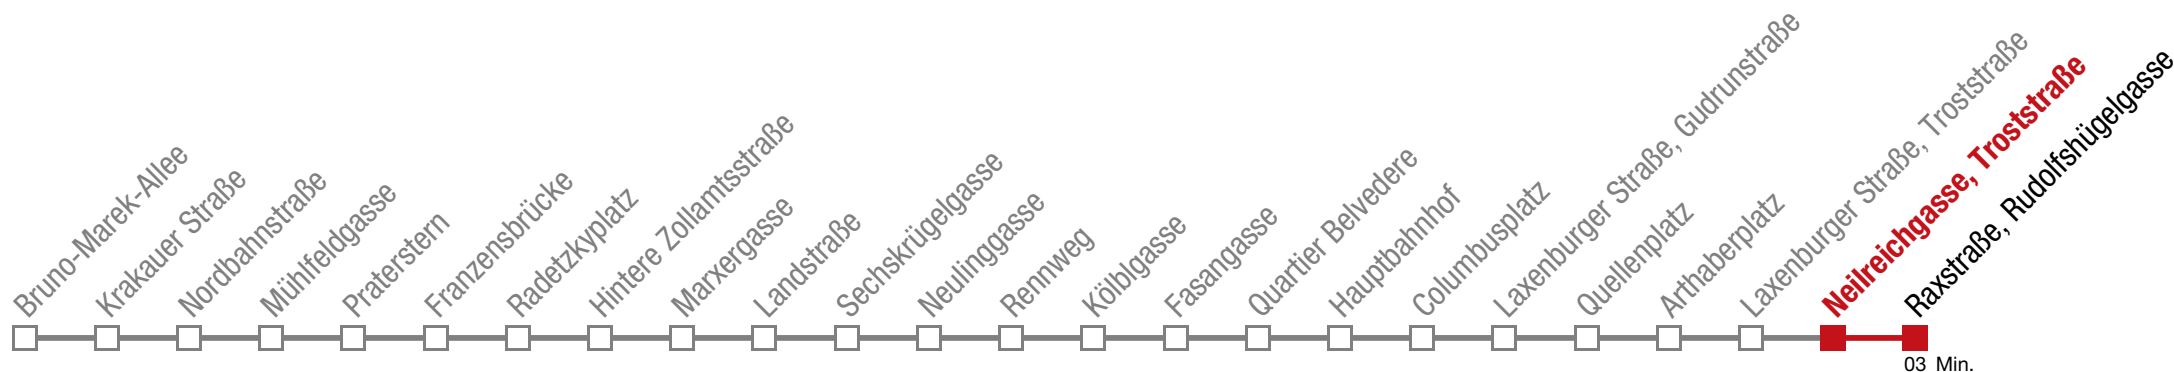 Bruno-Marek-Allee
Krakauer Straße
Nordbahnstraße
Mühlfeldgasse
Praterstern
Franzensbrücke
Radetzkyplatz
Hintere Zollamtsstraße
Marxergasse
Landstraße
Sechskrügelgasse
Neulinggasse
Rennweg
Kölblgasse
Fasangasse
Quartier Belvedere
Hauptbahnhof
Columbusplatz
Laxenburger Straße, Gudrunstraße
Quellenplatz
Arthaberplatz
Laxenburger Straße, Troststraße
Neilreichgasse, Troststraße
Raxstraße, Rudolfshügelgasse
03 Min.